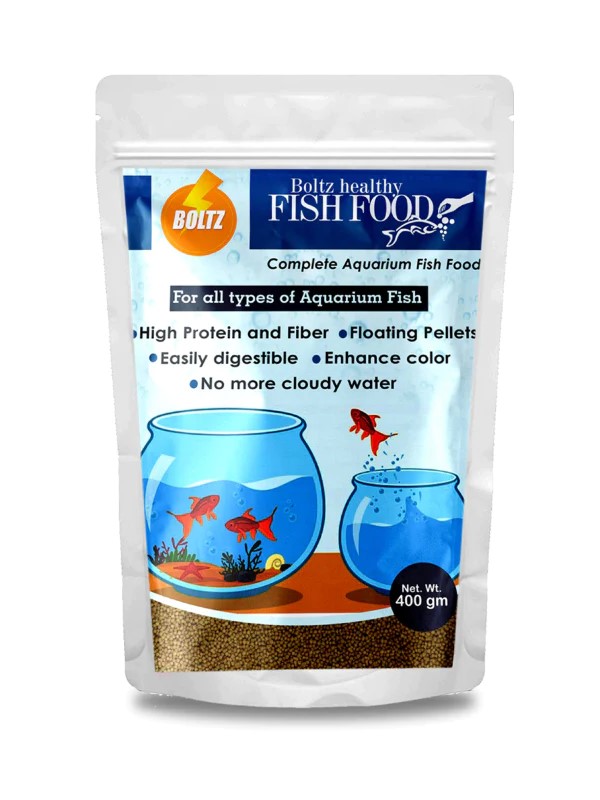 BOLTZ
Boltz healthy
FISH FOOD
Complete Aquarium Fish Food
For all types of Aquarium Fish
•High Protein and Fiber •Floating Pellets
•Easily digestible •Enhance color
•No more cloudy water
Net. Wt.
400 gm